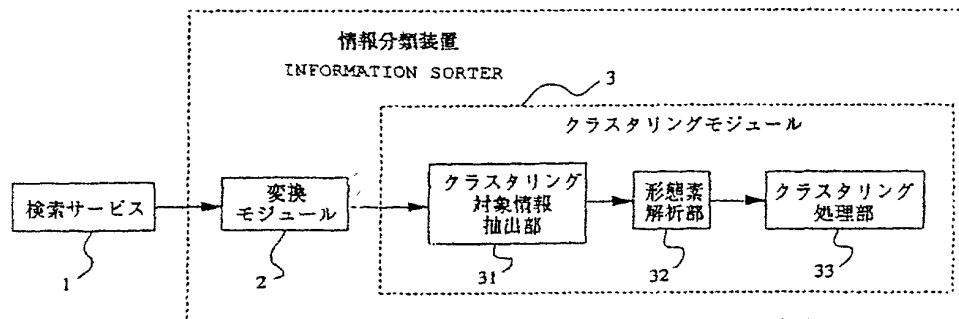 情報分類装置
INFORMATION SORTER
3
クラスタリングモジュール
検索サービス
変換
モジュール
クラスタリング
対象情報
抽出部
形態素
解析部
クラスタリング
処理部
1
2
31
32
33